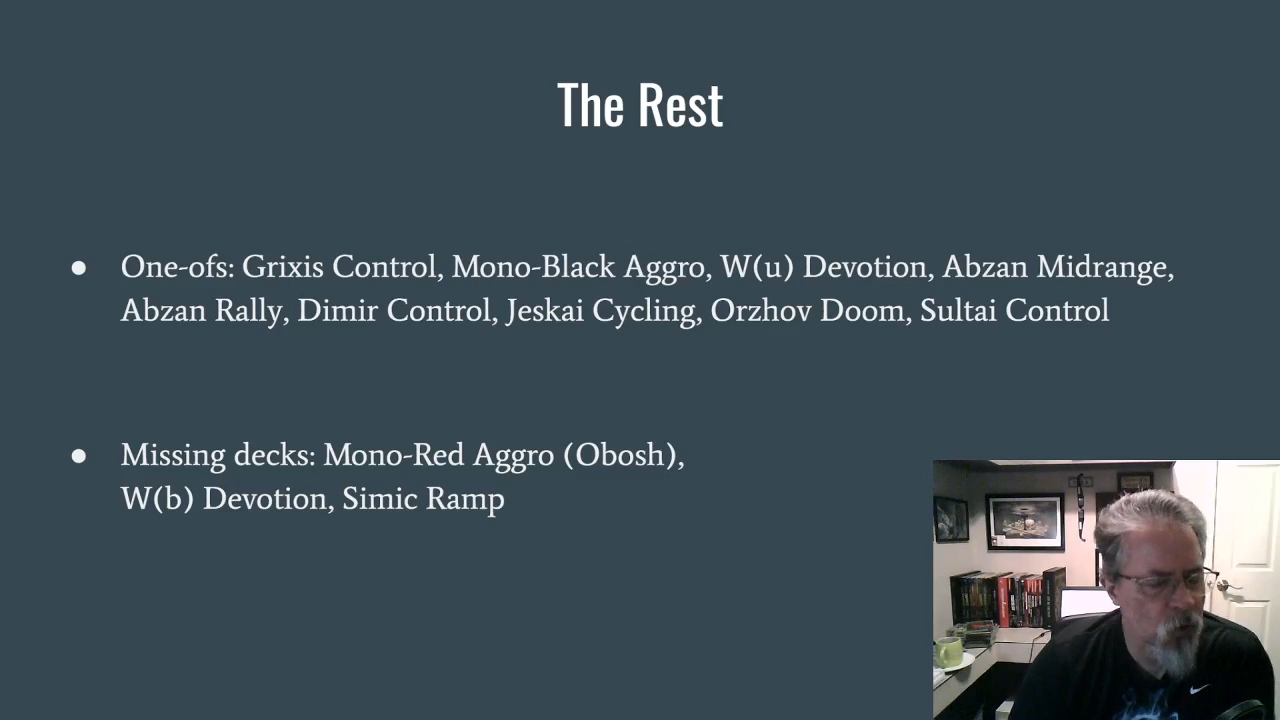 The Rest
● One-ofs: Grixis Control, Mono-Black Aggro, W(u) Devotion, Abzan Midrange,
Abzan Rally, Dimir Control, Jeskai Cycling, Orzhov Doom, Sultai Control
● Missing decks: Mono-Red Aggro (Obosh),
W(b) Devotion, Simic Ramp